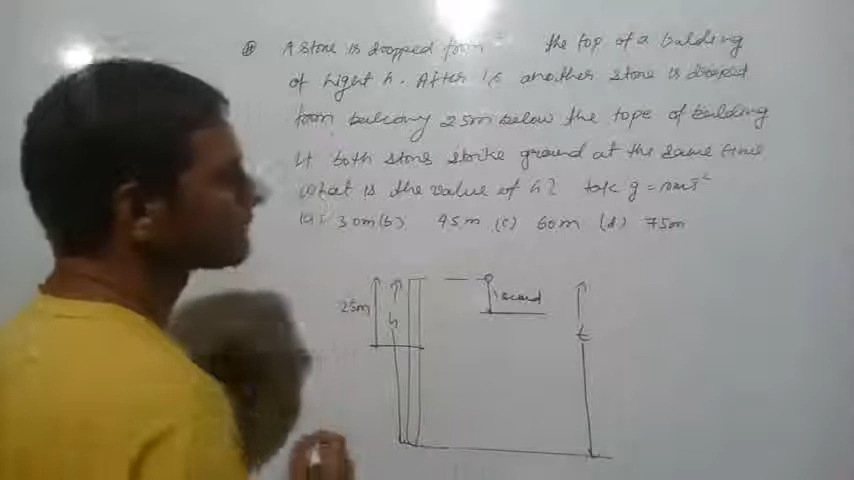 A stone is dropped from the top of a building
of hight h. After 1s another stone is dropped
from balcony 25m below the tope of building
If both stone strike ground at the same time
what is the value of h? take g = 10ms⁻²
(a) 30m (b) 45m (c) 60m (d) 75m
25m h 1 second t